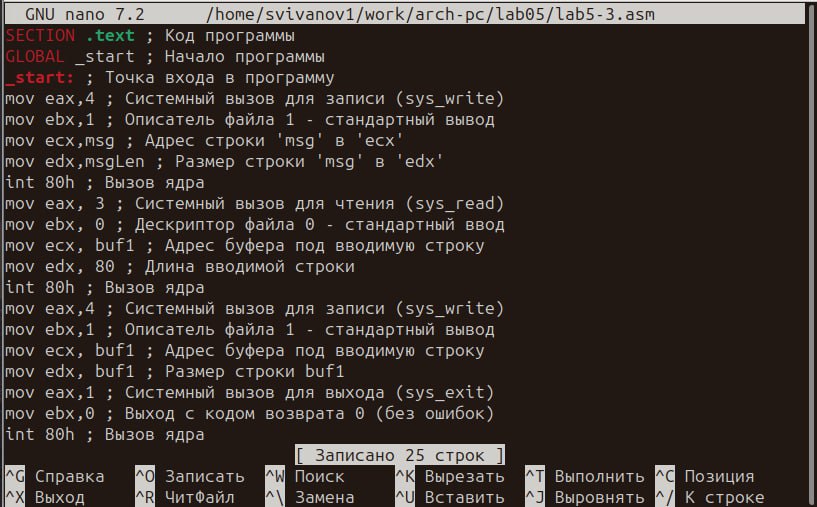 GNU nano 7.2 /home/svivanov1/work/arch-pc/lab05/lab5-3.asm
SECTION .text ; Код программы
GLOBAL _start ; Начало программы
_start: ; Точка входа в программу
mov eax,4 ; Системный вызов для записи (sys_write)
mov ebx,1 ; Описатель файла 1 - стандартный вывод
mov ecx,msg ; Адрес строки 'msg' в 'ecx'
mov edx,msgLen ; Размер строки 'msg' в 'edx'
int 80h ; Вызов ядра
mov eax, 3 ; Системный вызов для чтения (sys_read)
mov ebx, 0 ; Дескриптор файла 0 - стандартный ввод
mov ecx, buf1 ; Адрес буфера под вводимую строку
mov edx, 80 ; Длина вводимой строки
int 80h ; Вызов ядра
mov eax,4 ; Системный вызов для записи (sys_write)
mov ebx,1 ; Описатель файла 1 - стандартный вывод
mov ecx, buf1 ; Адрес буфера под вводимую строку
mov edx, buf1 ; Размер строки buf1
mov eax,1 ; Системный вызов для выхода (sys_exit)
mov ebx,0 ; Выход с кодом возврата 0 (без ошибок)
int 80h ; Вызов ядра
[ Записано 25 строк ]
^G Справка ^O Записать ^W Поиск ^K Вырезать ^T Выполнить ^C Позиция
^X Выход ^R ЧитФайл ^\ Замена ^U Вставить ^J Выровнять ^/ К строке